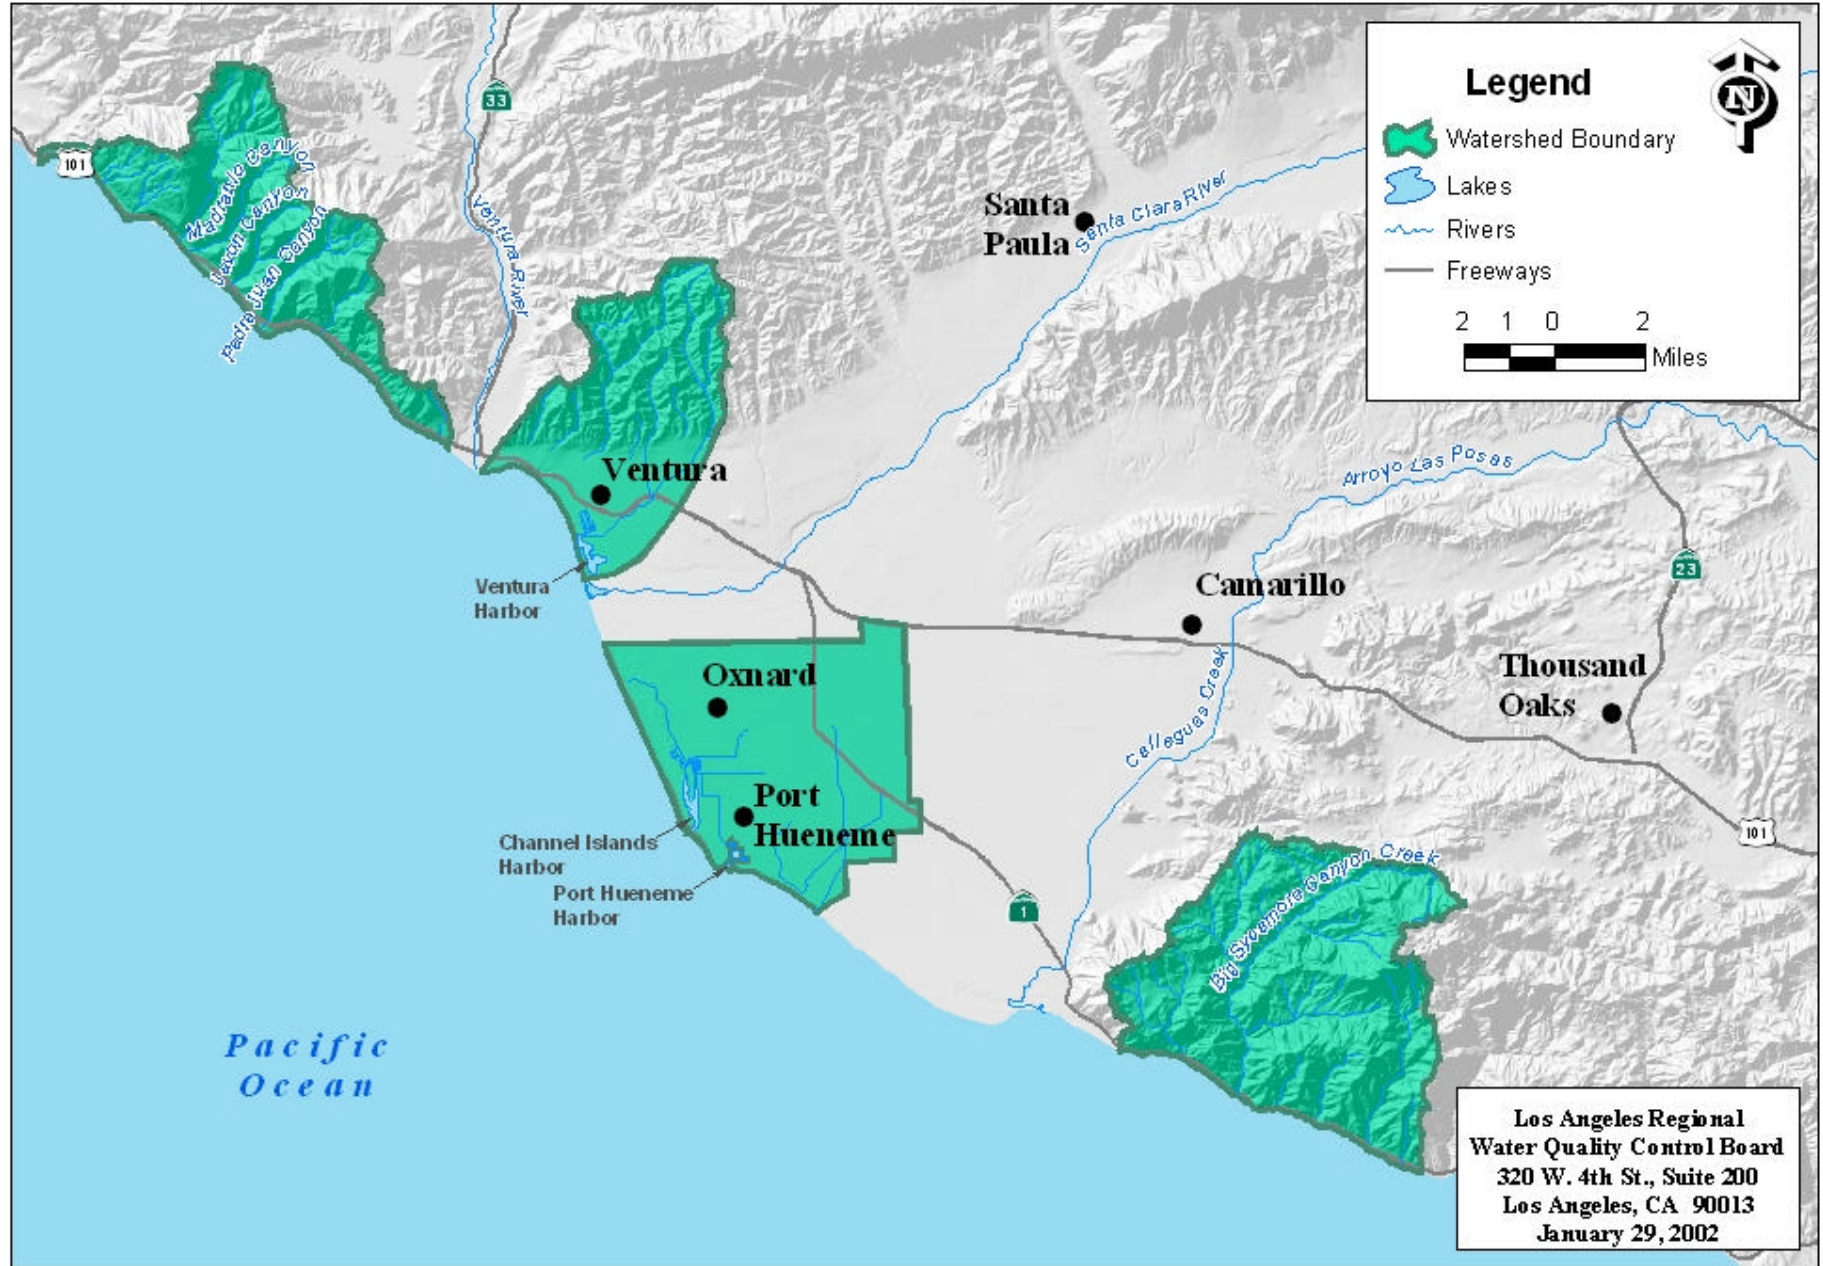 Legend
N
Watershed Boundary
Lakes
Rivers
Freeways
2 1 0 2
Miles
33
101
Madranio Canyon
Javon Canyon
Padre Juan Canyon
Ventura River
Santa
Paula
Santa Clara River
Ventura
Ventura
Harbor
Arroyo Las Posas
23
Camarillo
Calleguas Creek
Thousand
Oaks
101
Oxnard
Port
Hueneme
Channel Islands
Harbor
Port Hueneme
Harbor
1
Big Sycamore Canyon Creek
Pacific
Ocean
Los Angeles Regional
Water Quality Control Board
320 W. 4th St., Suite 200
Los Angeles, CA 90013
January 29, 2002